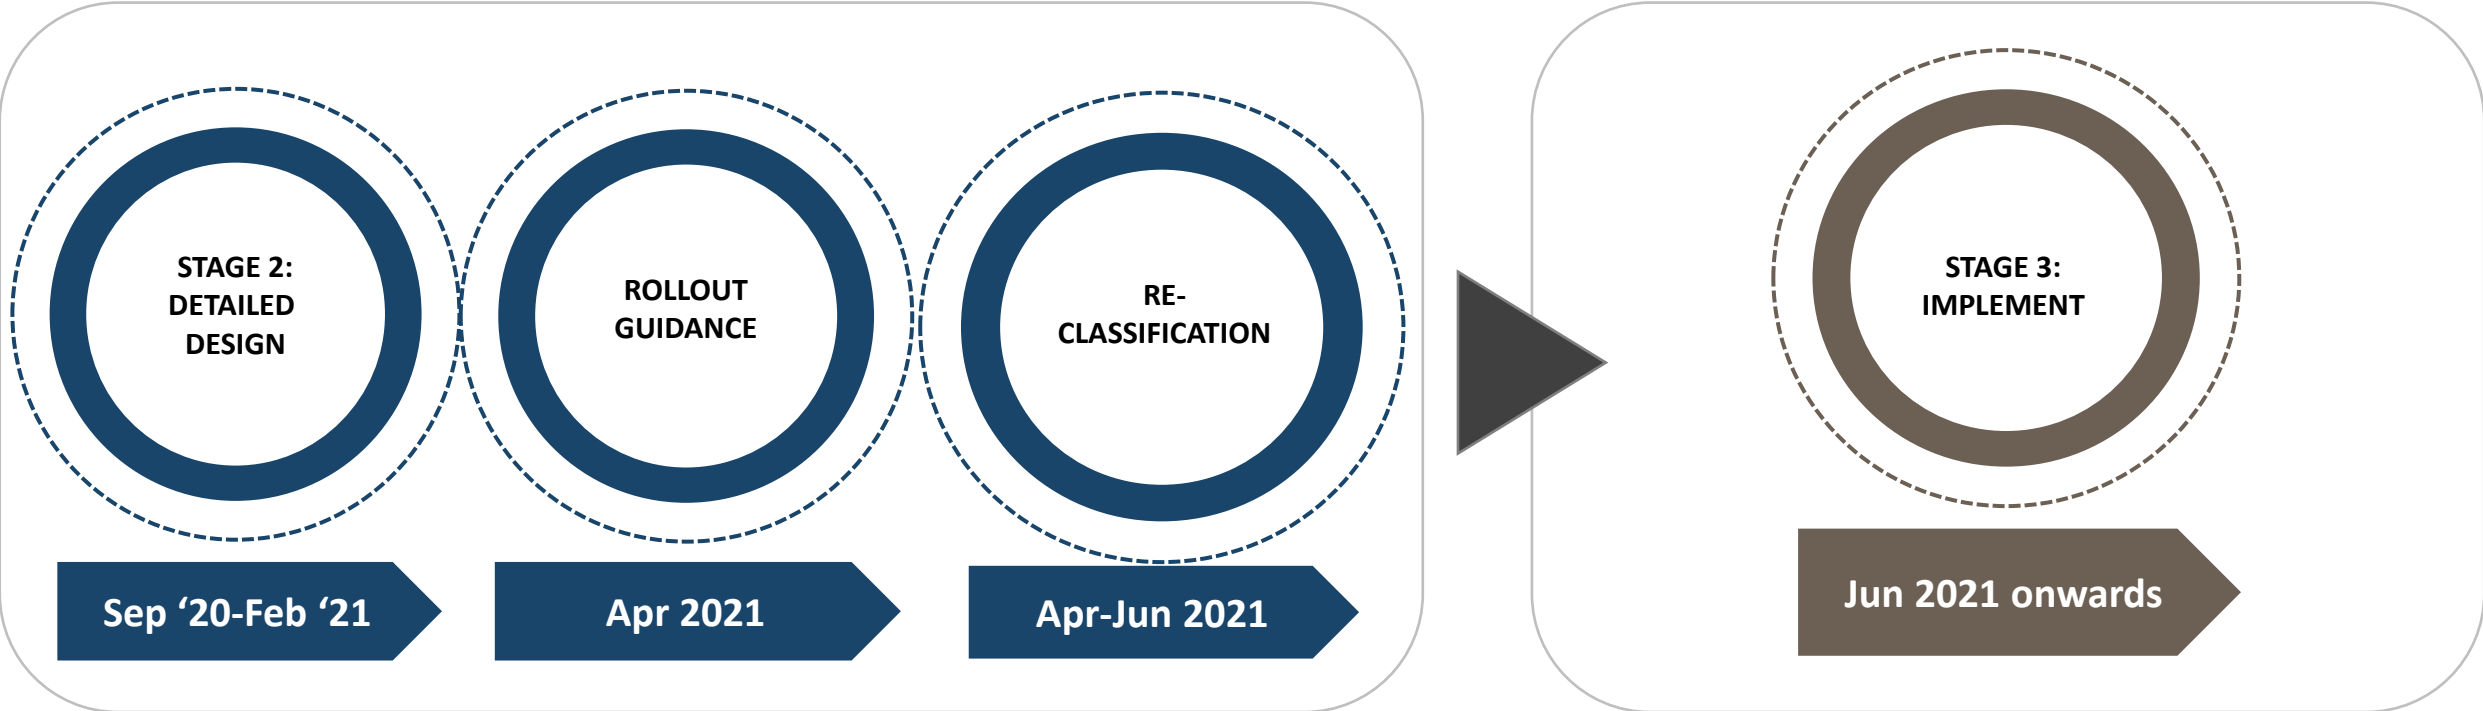 STAGE 2:
DETAILED
DESIGN
ROLLOUT
GUIDANCE
RE-
CLASSIFICATION
STAGE 3:
IMPLEMENT
Sep ‘20-Feb ‘21
Apr 2021
Apr-Jun 2021
Jun 2021 onwards